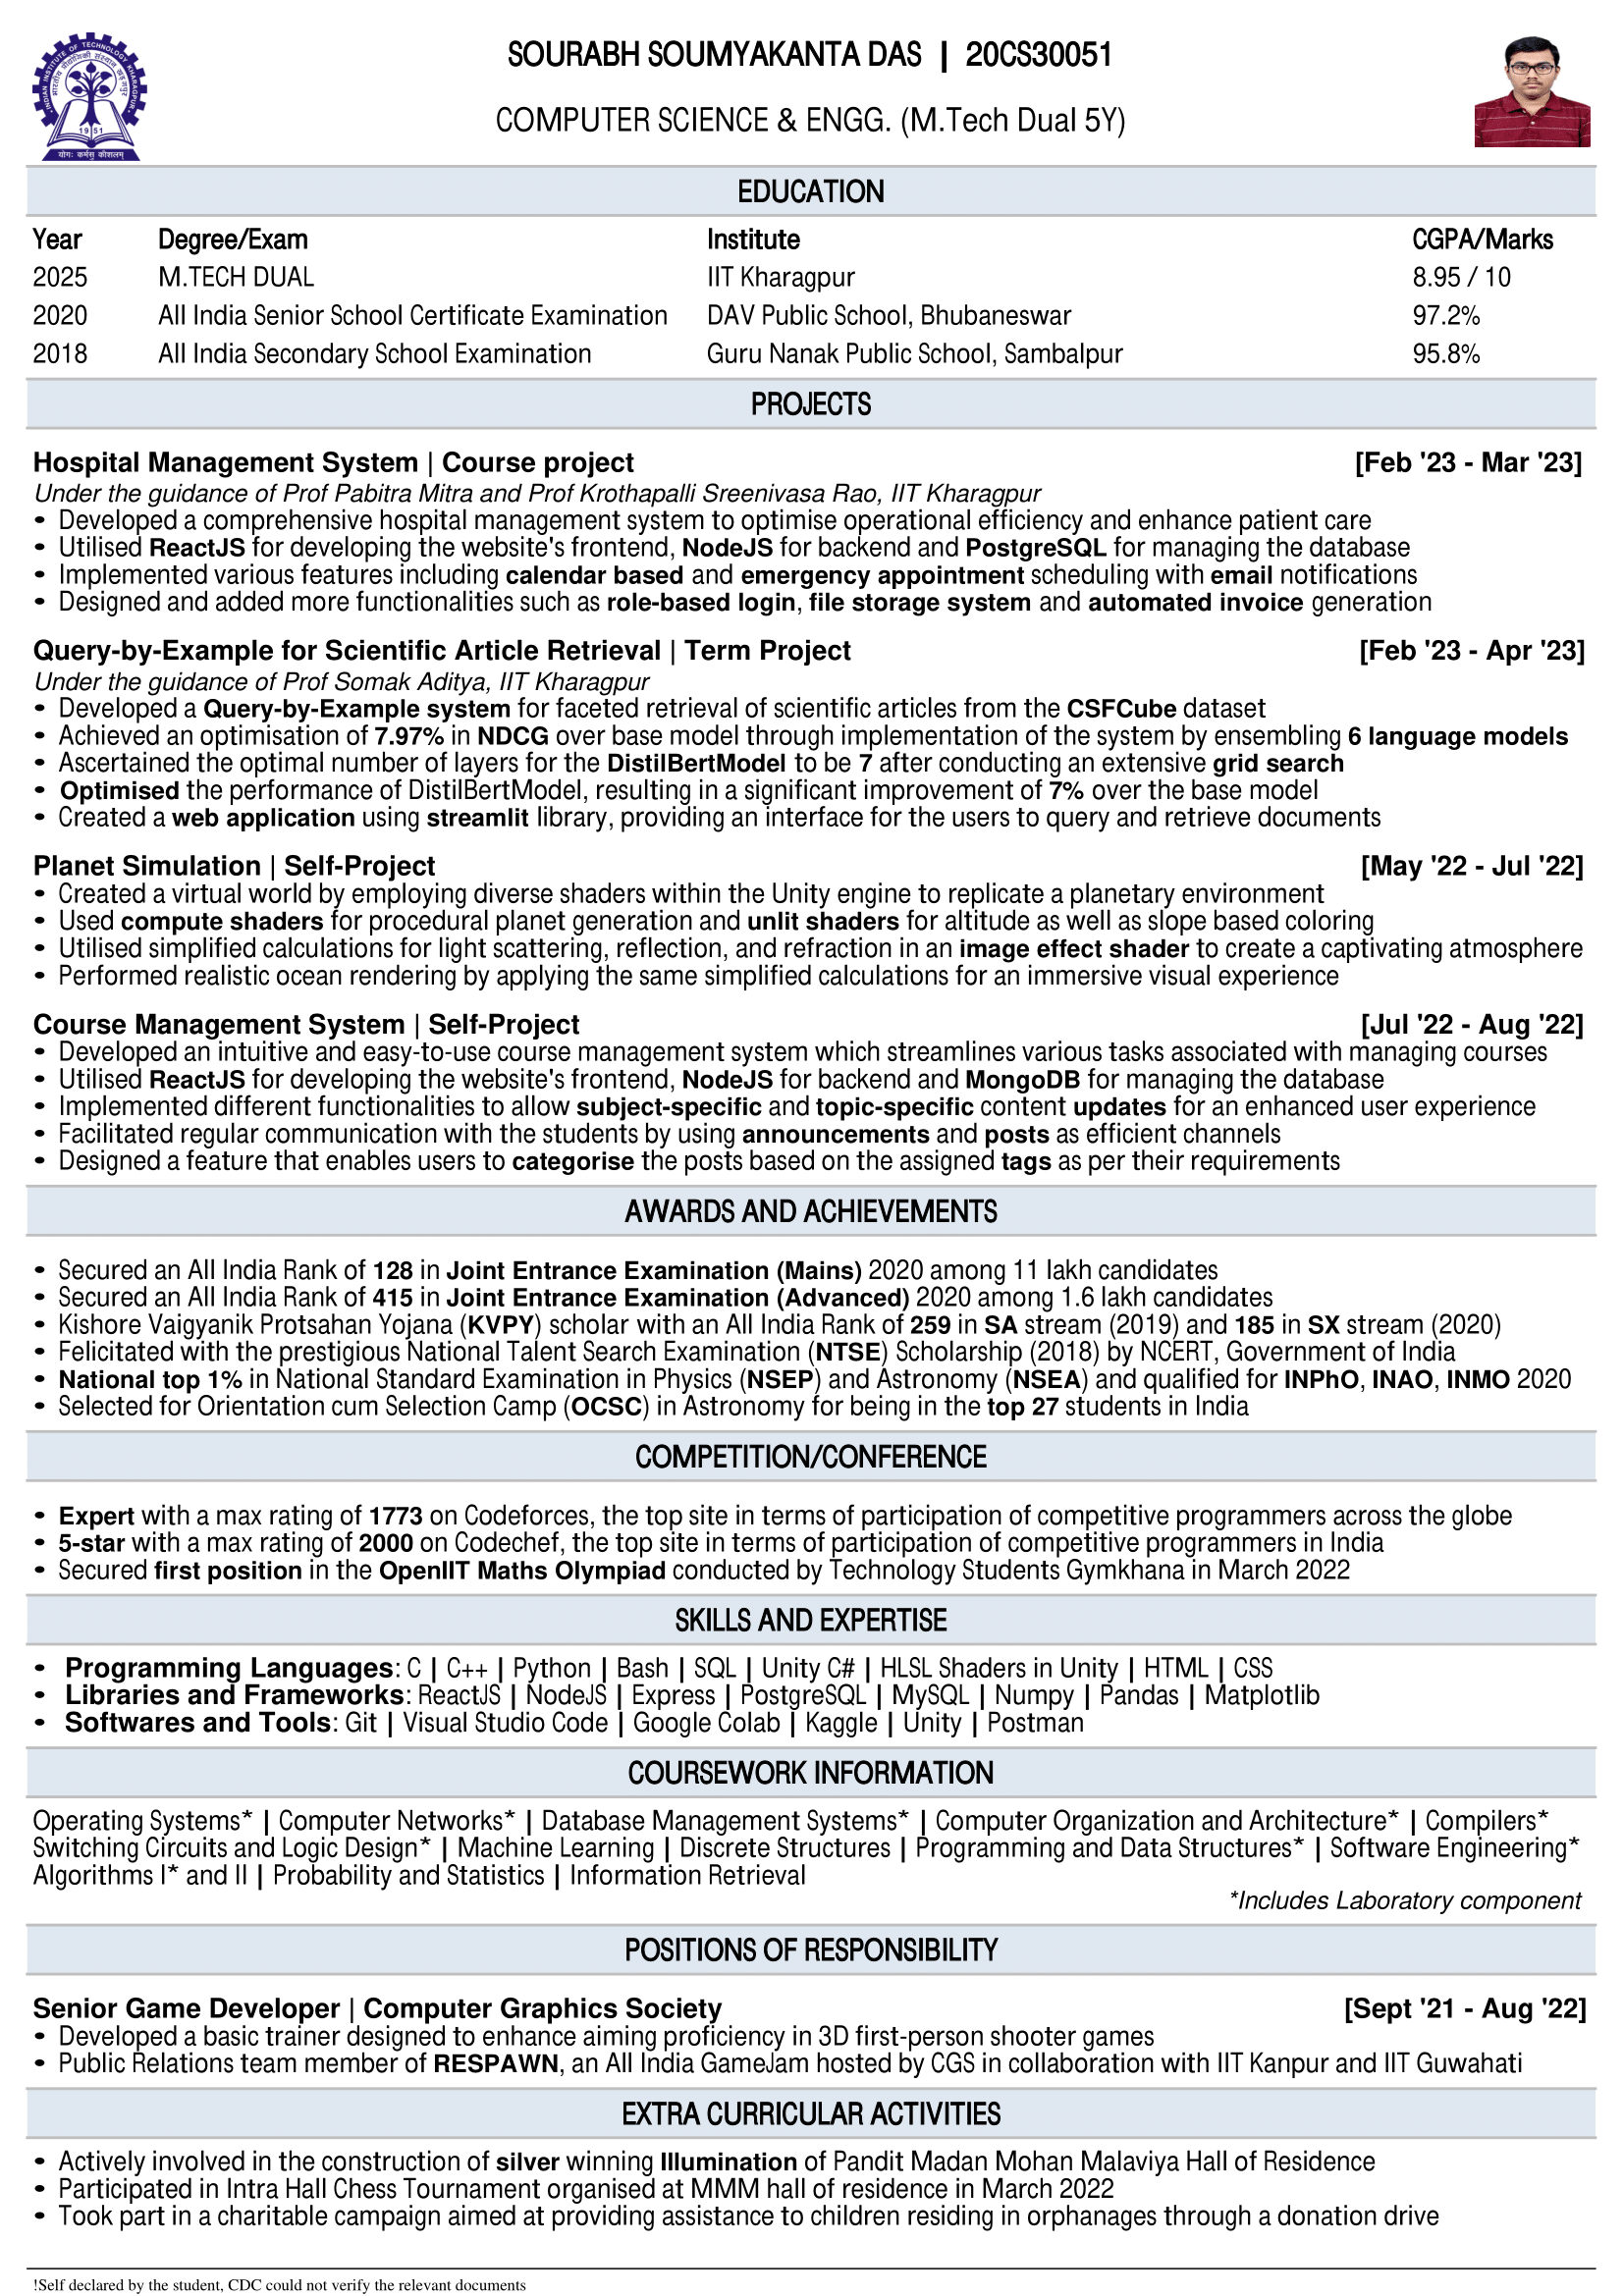 INDIAN INSTITUTE OF TECHNOLOGY KHARAGPUR
1951
योगः कर्मसु कौशलम्
SOURABH SOUMYAKANTA DAS | 20CS30051
COMPUTER SCIENCE & ENGG. (M.Tech Dual 5Y)
EDUCATION
Year Degree/Exam Institute CGPA/Marks
2025 M.TECH DUAL IIT Kharagpur 8.95 / 10
2020 All India Senior School Certificate Examination DAV Public School, Bhubaneswar 97.2%
2018 All India Secondary School Examination Guru Nanak Public School, Sambalpur 95.8%
PROJECTS
Hospital Management System | Course project [Feb '23 - Mar '23]
Under the guidance of Prof Pabitra Mitra and Prof Krothapalli Sreenivasa Rao, IIT Kharagpur
• Developed a comprehensive hospital management system to optimise operational efficiency and enhance patient care
• Utilised ReactJS for developing the website's frontend, NodeJS for backend and PostgreSQL for managing the database
• Implemented various features including calendar based and emergency appointment scheduling with email notifications
• Designed and added more functionalities such as role-based login, file storage system and automated invoice generation
Query-by-Example for Scientific Article Retrieval | Term Project [Feb '23 - Apr '23]
Under the guidance of Prof Somak Aditya, IIT Kharagpur
• Developed a Query-by-Example system for faceted retrieval of scientific articles from the CSFCube dataset
• Achieved an optimisation of 7.97% in NDCG over base model through implementation of the system by ensembling 6 language models
• Ascertained the optimal number of layers for the DistilBertModel to be 7 after conducting an extensive grid search
• Optimised the performance of DistilBertModel, resulting in a significant improvement of 7% over the base model
• Created a web application using streamlit library, providing an interface for the users to query and retrieve documents
Planet Simulation | Self-Project [May '22 - Jul '22]
• Created a virtual world by employing diverse shaders within the Unity engine to replicate a planetary environment
• Used compute shaders for procedural planet generation and unlit shaders for altitude as well as slope based coloring
• Utilised simplified calculations for light scattering, reflection, and refraction in an image effect shader to create a captivating atmosphere
• Performed realistic ocean rendering by applying the same simplified calculations for an immersive visual experience
Course Management System | Self-Project [Jul '22 - Aug '22]
• Developed an intuitive and easy-to-use course management system which streamlines various tasks associated with managing courses
• Utilised ReactJS for developing the website's frontend, NodeJS for backend and MongoDB for managing the database
• Implemented different functionalities to allow subject-specific and topic-specific content updates for an enhanced user experience
• Facilitated regular communication with the students by using announcements and posts as efficient channels
• Designed a feature that enables users to categorise the posts based on the assigned tags as per their requirements
AWARDS AND ACHIEVEMENTS
• Secured an All India Rank of 128 in Joint Entrance Examination (Mains) 2020 among 11 lakh candidates
• Secured an All India Rank of 415 in Joint Entrance Examination (Advanced) 2020 among 1.6 lakh candidates
• Kishore Vaigyanik Protsahan Yojana (KVPY) scholar with an All India Rank of 259 in SA stream (2019) and 185 in SX stream (2020)
• Felicitated with the prestigious National Talent Search Examination (NTSE) Scholarship (2018) by NCERT, Government of India
• National top 1% in National Standard Examination in Physics (NSEP) and Astronomy (NSEA) and qualified for INPhO, INAO, INMO 2020
• Selected for Orientation cum Selection Camp (OCSC) in Astronomy for being in the top 27 students in India
COMPETITION/CONFERENCE
• Expert with a max rating of 1773 on Codeforces, the top site in terms of participation of competitive programmers across the globe
• 5-star with a max rating of 2000 on Codechef, the top site in terms of participation of competitive programmers in India
• Secured first position in the OpenIIT Maths Olympiad conducted by Technology Students Gymkhana in March 2022
SKILLS AND EXPERTISE
• Programming Languages: C | C++ | Python | Bash | SQL | Unity C# | HLSL Shaders in Unity | HTML | CSS
• Libraries and Frameworks: ReactJS | NodeJS | Express | PostgreSQL | MySQL | Numpy | Pandas | Matplotlib
• Softwares and Tools: Git | Visual Studio Code | Google Colab | Kaggle | Unity | Postman
COURSEWORK INFORMATION
Operating Systems* | Computer Networks* | Database Management Systems* | Computer Organization and Architecture* | Compilers*
Switching Circuits and Logic Design* | Machine Learning | Discrete Structures | Programming and Data Structures* | Software Engineering*
Algorithms I* and II | Probability and Statistics | Information Retrieval
*Includes Laboratory component
POSITIONS OF RESPONSIBILITY
Senior Game Developer | Computer Graphics Society [Sept '21 - Aug '22]
• Developed a basic trainer designed to enhance aiming proficiency in 3D first-person shooter games
• Public Relations team member of RESPAWN, an All India GameJam hosted by CGS in collaboration with IIT Kanpur and IIT Guwahati
EXTRA CURRICULAR ACTIVITIES
• Actively involved in the construction of silver winning Illumination of Pandit Madan Mohan Malaviya Hall of Residence
• Participated in Intra Hall Chess Tournament organised at MMM hall of residence in March 2022
• Took part in a charitable campaign aimed at providing assistance to children residing in orphanages through a donation drive
!Self declared by the student, CDC could not verify the relevant documents